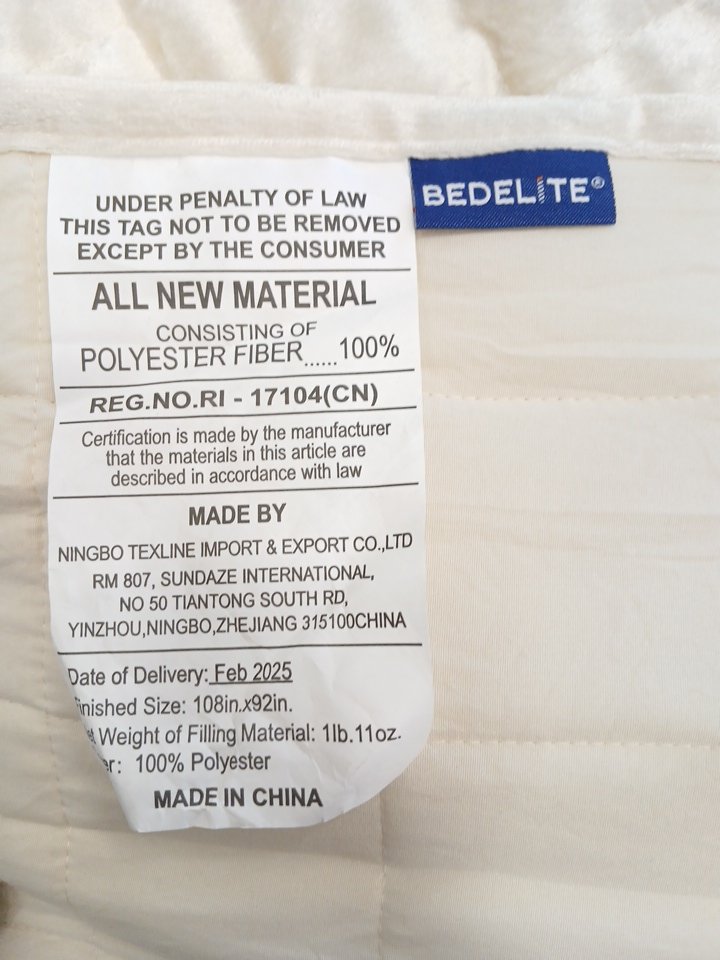 UNDER PENALTY OF LAW
THIS TAG NOT TO BE REMOVED
EXCEPT BY THE CONSUMER
ALL NEW MATERIAL
CONSISTING OF
POLYESTER FIBER......100%
REG.NO.RI - 17104(CN)
Certification is made by the manufacturer
that the materials in this article are
described in accordance with law
MADE BY
NINGBO TEXLINE IMPORT & EXPORT CO.,LTD
RM 807, SUNDAZE INTERNATIONAL,
NO 50 TIANTONG SOUTH RD,
YINZHOU,NINGBO,ZHEJIANG 315100CHINA
Date of Delivery: Feb 2025
inished Size: 108in.x92in.
Weight of Filling Material: 1lb.11oz.
er: 100% Polyester
MADE IN CHINA
BEDELITE®